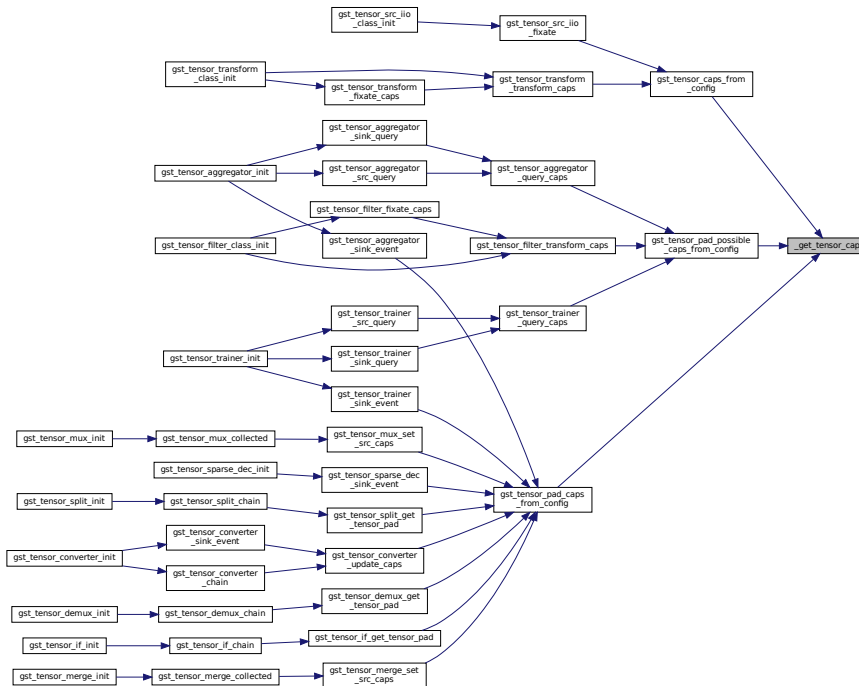 gst_tensor_src_iio
_class_init
gst_tensor_src_iio
_fixate
gst_tensor_transform
_class_init
gst_tensor_transform
_fixate_caps
gst_tensor_transform
_transform_caps
gst_tensor_caps_from
_config
gst_tensor_aggregator
_sink_query
gst_tensor_aggregator_init
gst_tensor_aggregator
_src_query
gst_tensor_aggregator
_query_caps
gst_tensor_filter_fixate_caps
gst_tensor_filter_class_init
gst_tensor_aggregator
_sink_event
gst_tensor_filter_transform_caps
gst_tensor_pad_possible
_caps_from_config
_get_tensor_cap
gst_tensor_trainer
_src_query
gst_tensor_trainer
_query_caps
gst_tensor_trainer_init
gst_tensor_trainer
_sink_query
gst_tensor_trainer
_sink_event
gst_tensor_mux_init
gst_tensor_mux_collected
gst_tensor_mux_set
_src_caps
gst_tensor_sparse_dec_init
gst_tensor_sparse_dec
_sink_event
gst_tensor_pad_caps
_from_config
gst_tensor_split_init
gst_tensor_split_chain
gst_tensor_split_get
_tensor_pad
gst_tensor_converter
_sink_event
gst_tensor_converter_init
gst_tensor_converter
_update_caps
gst_tensor_converter
_chain
gst_tensor_demux_init
gst_tensor_demux_chain
gst_tensor_demux_get
_tensor_pad
gst_tensor_if_init
gst_tensor_if_chain
gst_tensor_if_get_tensor_pad
gst_tensor_merge_init
gst_tensor_merge_collected
gst_tensor_merge_set
_src_caps